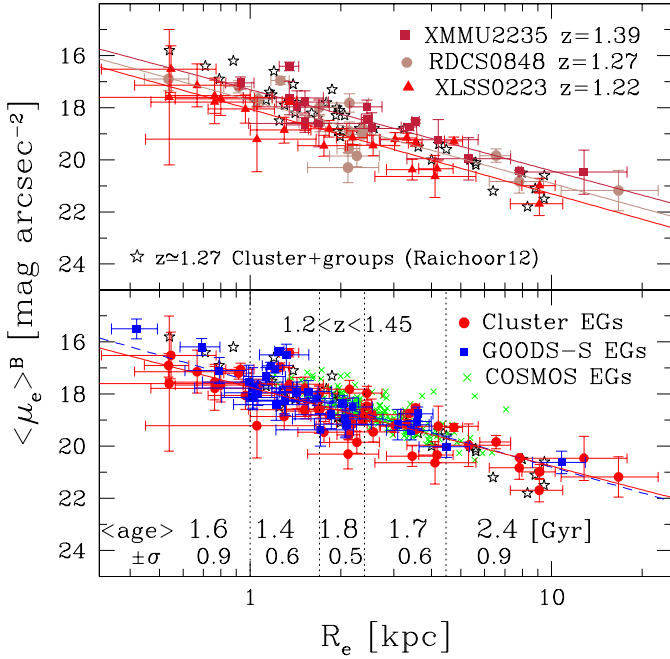 XMMU2235 z=1.39
RDCS0848 z=1.27
XLSS0223 z=1.22
16
18
20
22
24
z≃1.27 Cluster+groups (Raichoor12)
<μe>B [mag arcsec−2]
1.2<z<1.45
Cluster EGs
GOODS-S EGs
COSMOS EGs
16
18
20
22
24
<age> 1.6 1.4 1.8 1.7 2.4 [Gyr]
±σ 0.9 0.6 0.5 0.6 0.9
1 10
Re [kpc]